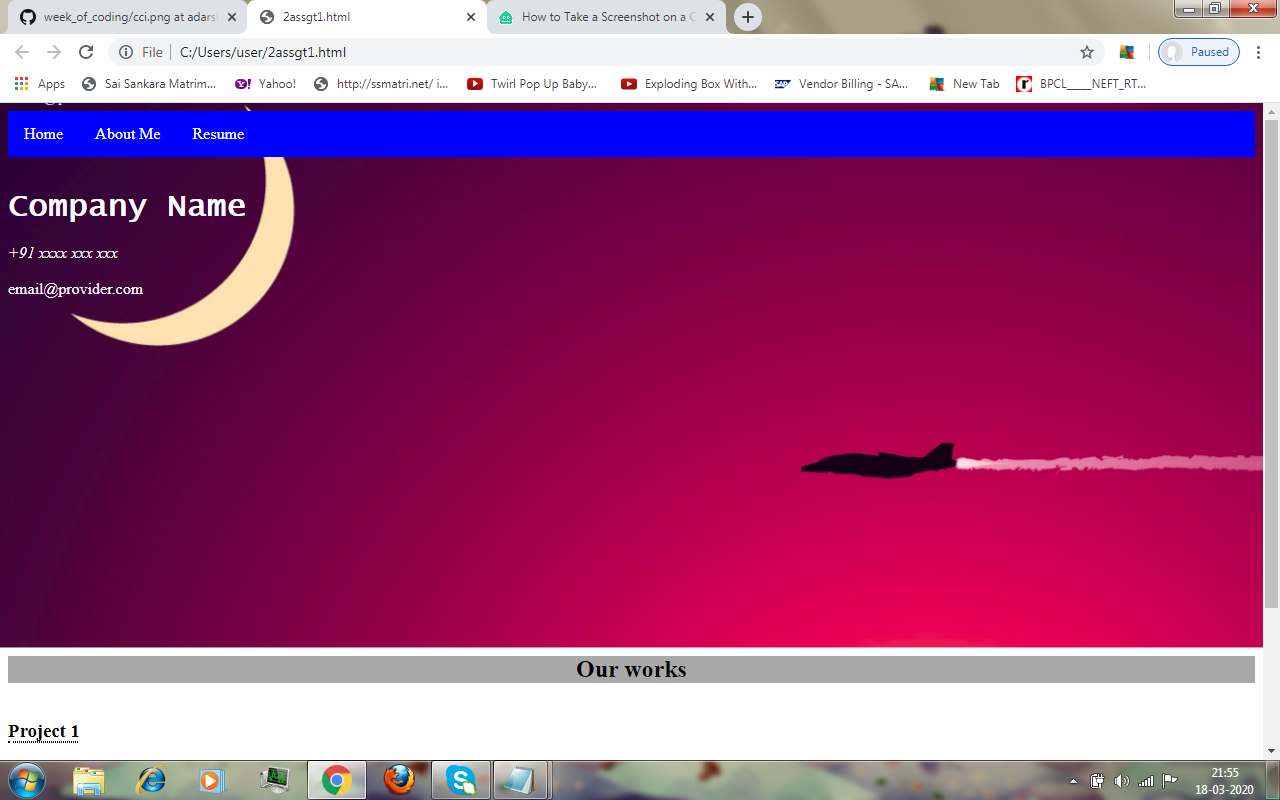 week_of_coding/cci.png at adars
2assgt1.html
How to Take a Screenshot on a C
File
C:/Users/user/2assgt1.html
Paused
Apps
Sai Sankara Matrim...
Yahoo!
http://ssmatri.net/ i...
Twirl Pop Up Baby...
Exploding Box With...
Vendor Billing - SA...
New Tab
BPCL____NEFT_RT...
Home
About Me
Resume
Company Name
+91 xxxx xxx xxx
email@provider.com
Our works
Project 1
21:55
18-03-2020